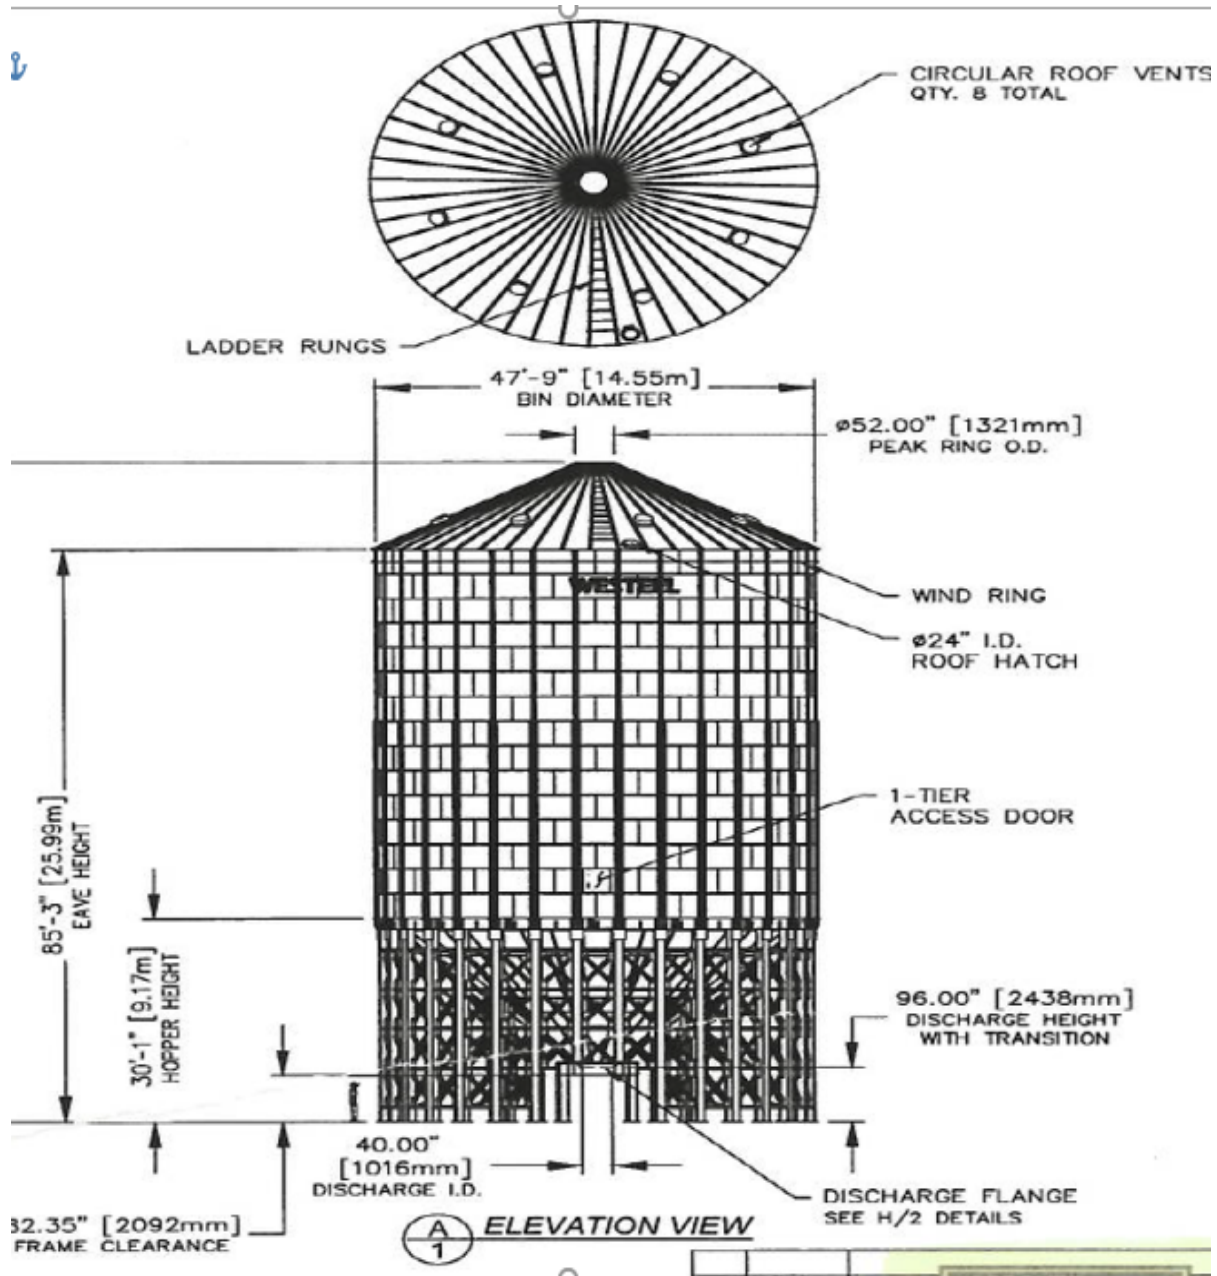 CIRCULAR ROOF VENTS
QTY. 8 TOTAL
LADDER RUNGS
47'-9" [14.55m]
BIN DIAMETER
ø52.00" [1321mm]
PEAK RING O.D.
WESTEEL
WIND RING
ø24" I.D.
ROOF HATCH
1-TIER
ACCESS DOOR
85'-3" [25.99m]
EAVE HEIGHT
30'-1" [9.17m]
HOPPER HEIGHT
96.00" [2438mm]
DISCHARGE HEIGHT
WITH TRANSITION
40.00"
[1016mm]
DISCHARGE I.D.
DISCHARGE FLANGE
SEE H/2 DETAILS
32.35" [2092mm]
FRAME CLEARANCE
A
1
ELEVATION VIEW